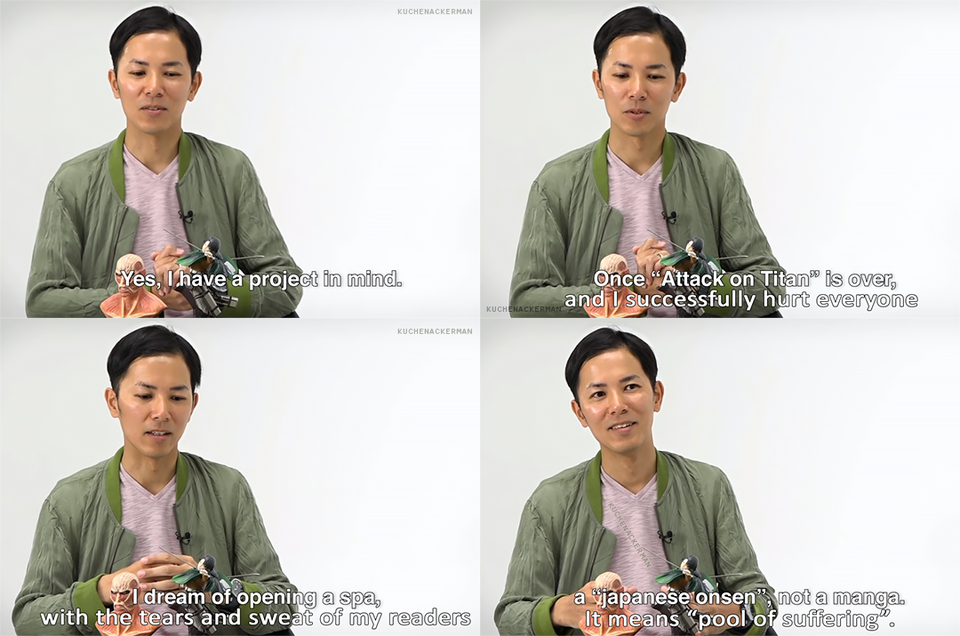 KUCHENACKERMAN
Yes, I have a project in mind.
Once “Attack on Titan” is over,
and I successfully hurt everyone
KUCHENACKERMAN
KUCHENACKERMAN
I dream of opening a spa,
with the tears and sweat of my readers
KUCHENACKERMAN
a “japanese onsen”, not a manga.
It means “pool of suffering”.